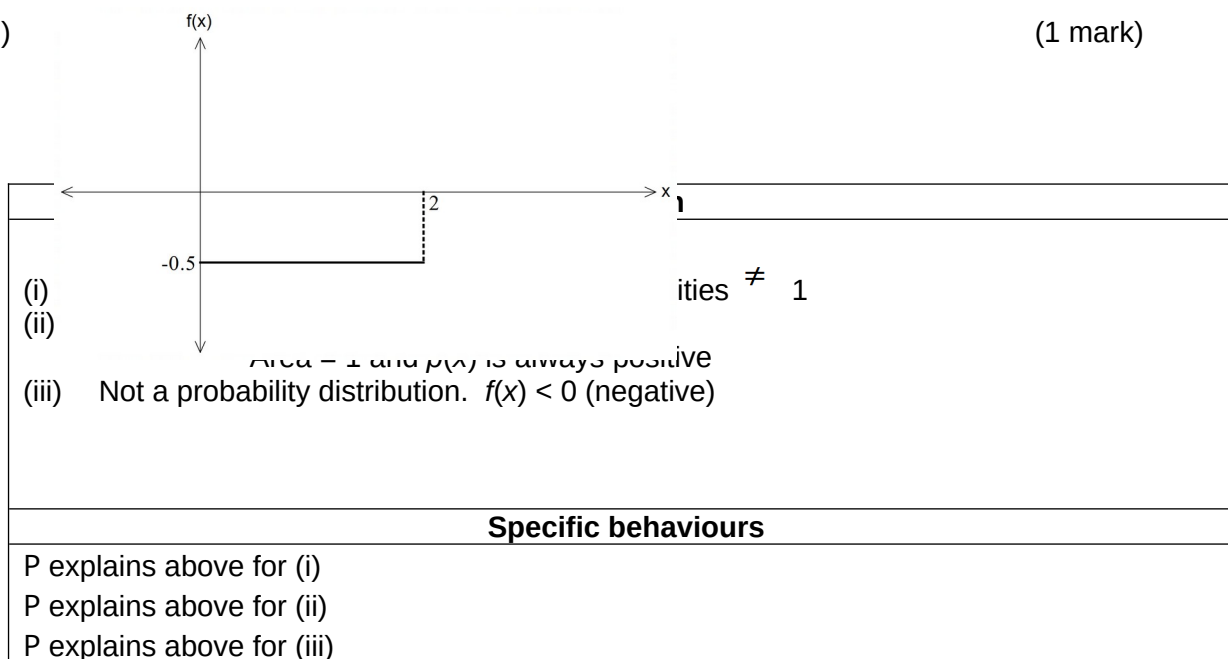 )
f(x)
(1 mark)
x
2
-0.5
(i) ities ≠ 1
(ii)
Area = 1 and p(x) is always positive
(iii) Not a probability distribution. f(x) < 0 (negative)
Specific behaviours
P explains above for (i)
P explains above for (ii)
P explains above for (iii)